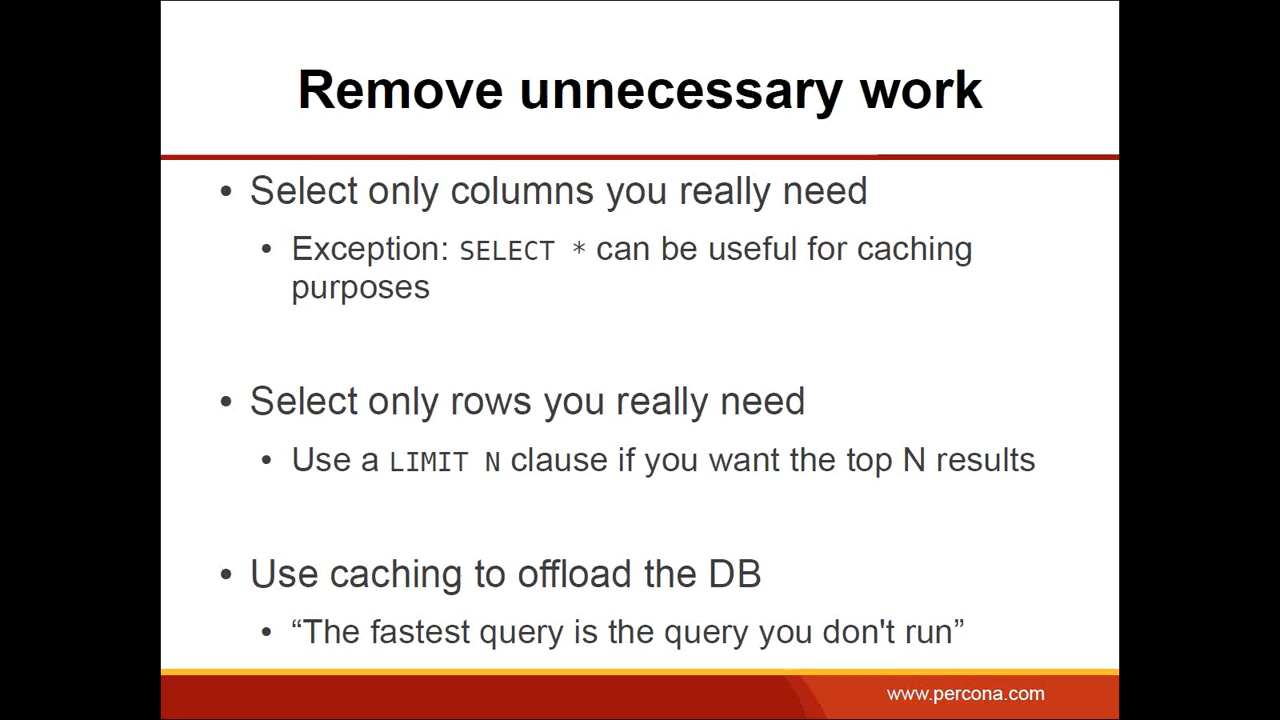 Remove unnecessary work
• Select only columns you really need
• Exception: SELECT * can be useful for caching
purposes
• Select only rows you really need
• Use a LIMIT N clause if you want the top N results
• Use caching to offload the DB
• “The fastest query is the query you don't run”
www.percona.com